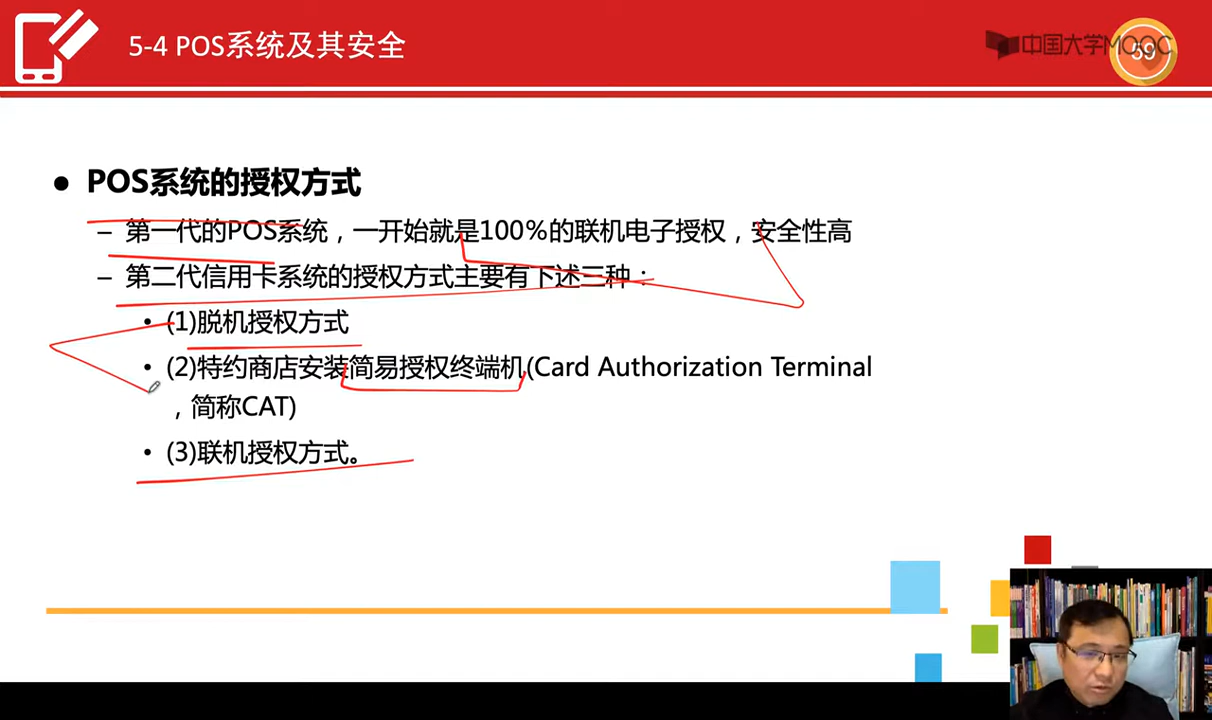 5-4 POS系统及其安全
中国大学MOOC
59
● POS系统的授权方式
– 第一代的POS系统，一开始就是100%的联机电子授权，安全性高
– 第二代信用卡系统的授权方式主要有下述三种：
• (1)脱机授权方式
• (2)特约商店安装简易授权终端机(Card Authorization Terminal
，简称CAT)
• (3)联机授权方式。